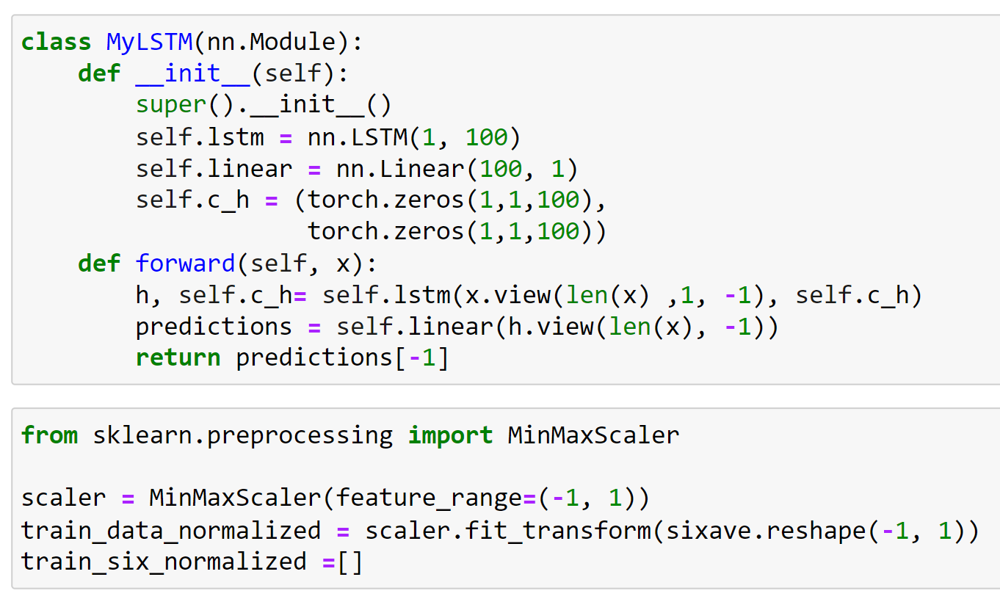 class MyLSTM(nn.Module):
    def __init__(self):
        super().__init__()
        self.lstm = nn.LSTM(1, 100)
        self.linear = nn.Linear(100, 1)
        self.c_h = (torch.zeros(1,1,100),
                    torch.zeros(1,1,100))
    def forward(self, x):
        h, self.c_h= self.lstm(x.view(len(x) ,1, -1), self.c_h)
        predictions = self.linear(h.view(len(x), -1))
        return predictions[-1]
from sklearn.preprocessing import MinMaxScaler
scaler = MinMaxScaler(feature_range=(-1, 1))
train_data_normalized = scaler.fit_transform(sixave.reshape(-1, 1))
train_six_normalized =[]